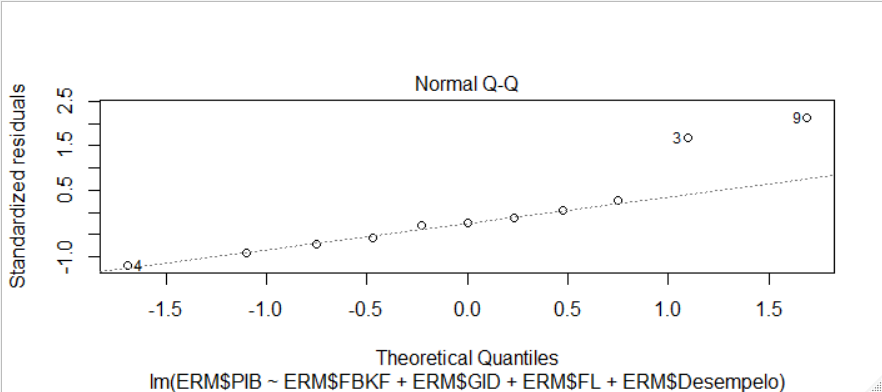 Normal Q-Q
Standardized residuals
2.5
1.5
0.5
-1.0
9
3
4
-1.5 -1.0 -0.5 0.0 0.5 1.0 1.5
Theoretical Quantiles
lm(ERM$PIB ~ ERM$FBKF + ERM$GID + ERM$FL + ERM$Desempelo)